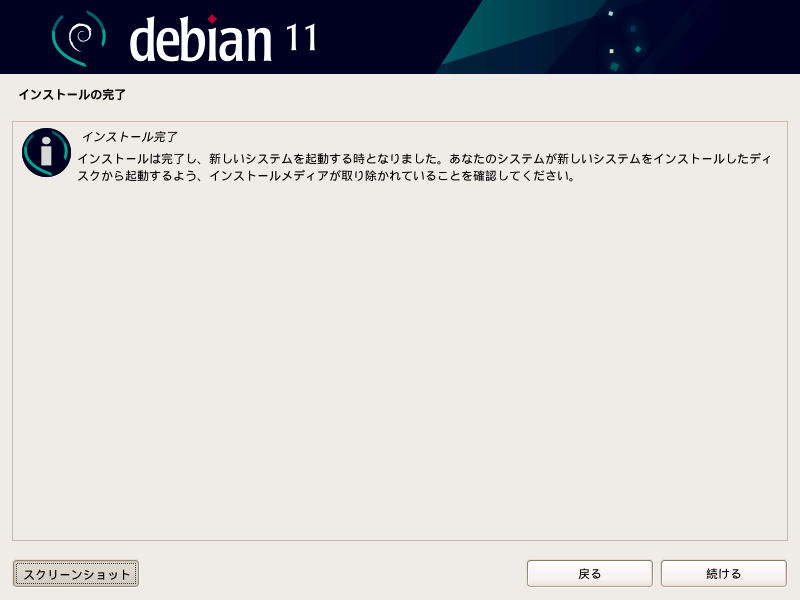 debian 11
インストールの完了
インストール完了
インストールは完了し、新しいシステムを起動する時となりました。あなたのシステムが新しいシステムをインストールしたディ
スクから起動するよう、インストールメディアが取り除かれていることを確認してください。
スクリーンショット
戻る
続ける